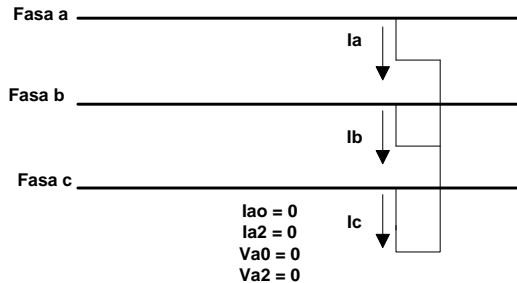 Fasa a
Ia
Fasa b
Ib
Fasa c
Iao = 0
Ic
Ia2 = 0
Va0 = 0
Va2 = 0